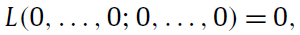 L(0, . . . , 0; 0, . . . , 0) = 0,